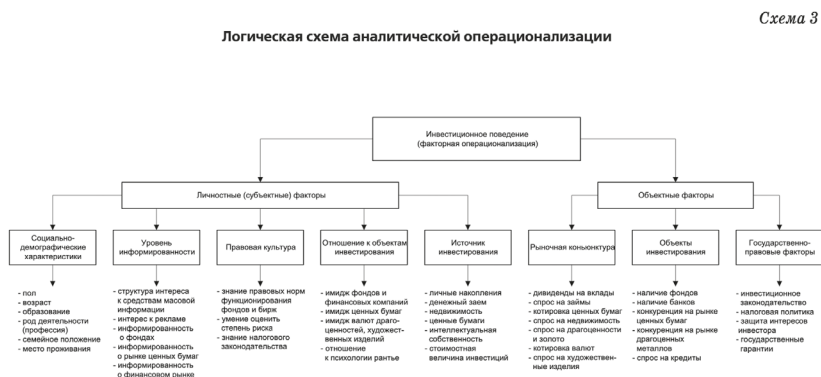 Схема 3
Логическая схема аналитической операционализации
Инвестиционное поведение
(факторная операционализация)
Личностные (субъектные) факторы
Объектные факторы
Социально-
демографические
характеристики
Уровень
информированности
Правовая культура
Отношение к объектам
инвестирования
Источник
инвестирования
Рыночная конъюнктура
Объекты
инвестирования
Государственно-
правовые факторы
- пол
- возраст
- образование
- род деятельности
(профессия)
- семейное положение
- место проживания
- структура интереса
к средствам массовой
информации
- интерес к рекламе
- информированность
о фондах
- информированность
о рынке ценных бумаг
- информированность
о финансовом рынке
- знание правовых норм
функционирования
фондов и бирж
- умение оценить
степень риска
- знание налогового
законодательства
- имидж фондов и
финансовых компаний
- имидж ценных бумаг
- имидж валют драго-
ценностей, художест-
венных изделий
- отношение
к психологии рантье
- личные накопления
- денежный заем
- недвижимость
- ценные бумаги
- интеллектуальная
собственность
- стоимостная
величина инвестиций
- дивиденды на вклады
- спрос на займы
- котировка ценных бумаг
- спрос на недвижимость
- спрос на драгоценности
и золото
- котировка валют
- спрос на художествен-
ные изделия
- наличие фондов
- наличие банков
- конкуренция на рынке
ценных бумаг
- конкуренция на рынке
драгоценных
металлов
- спрос на кредиты
- инвестиционное
законодательство
- налоговая политика
- защита интересов
инвестора
- государственные
гарантии